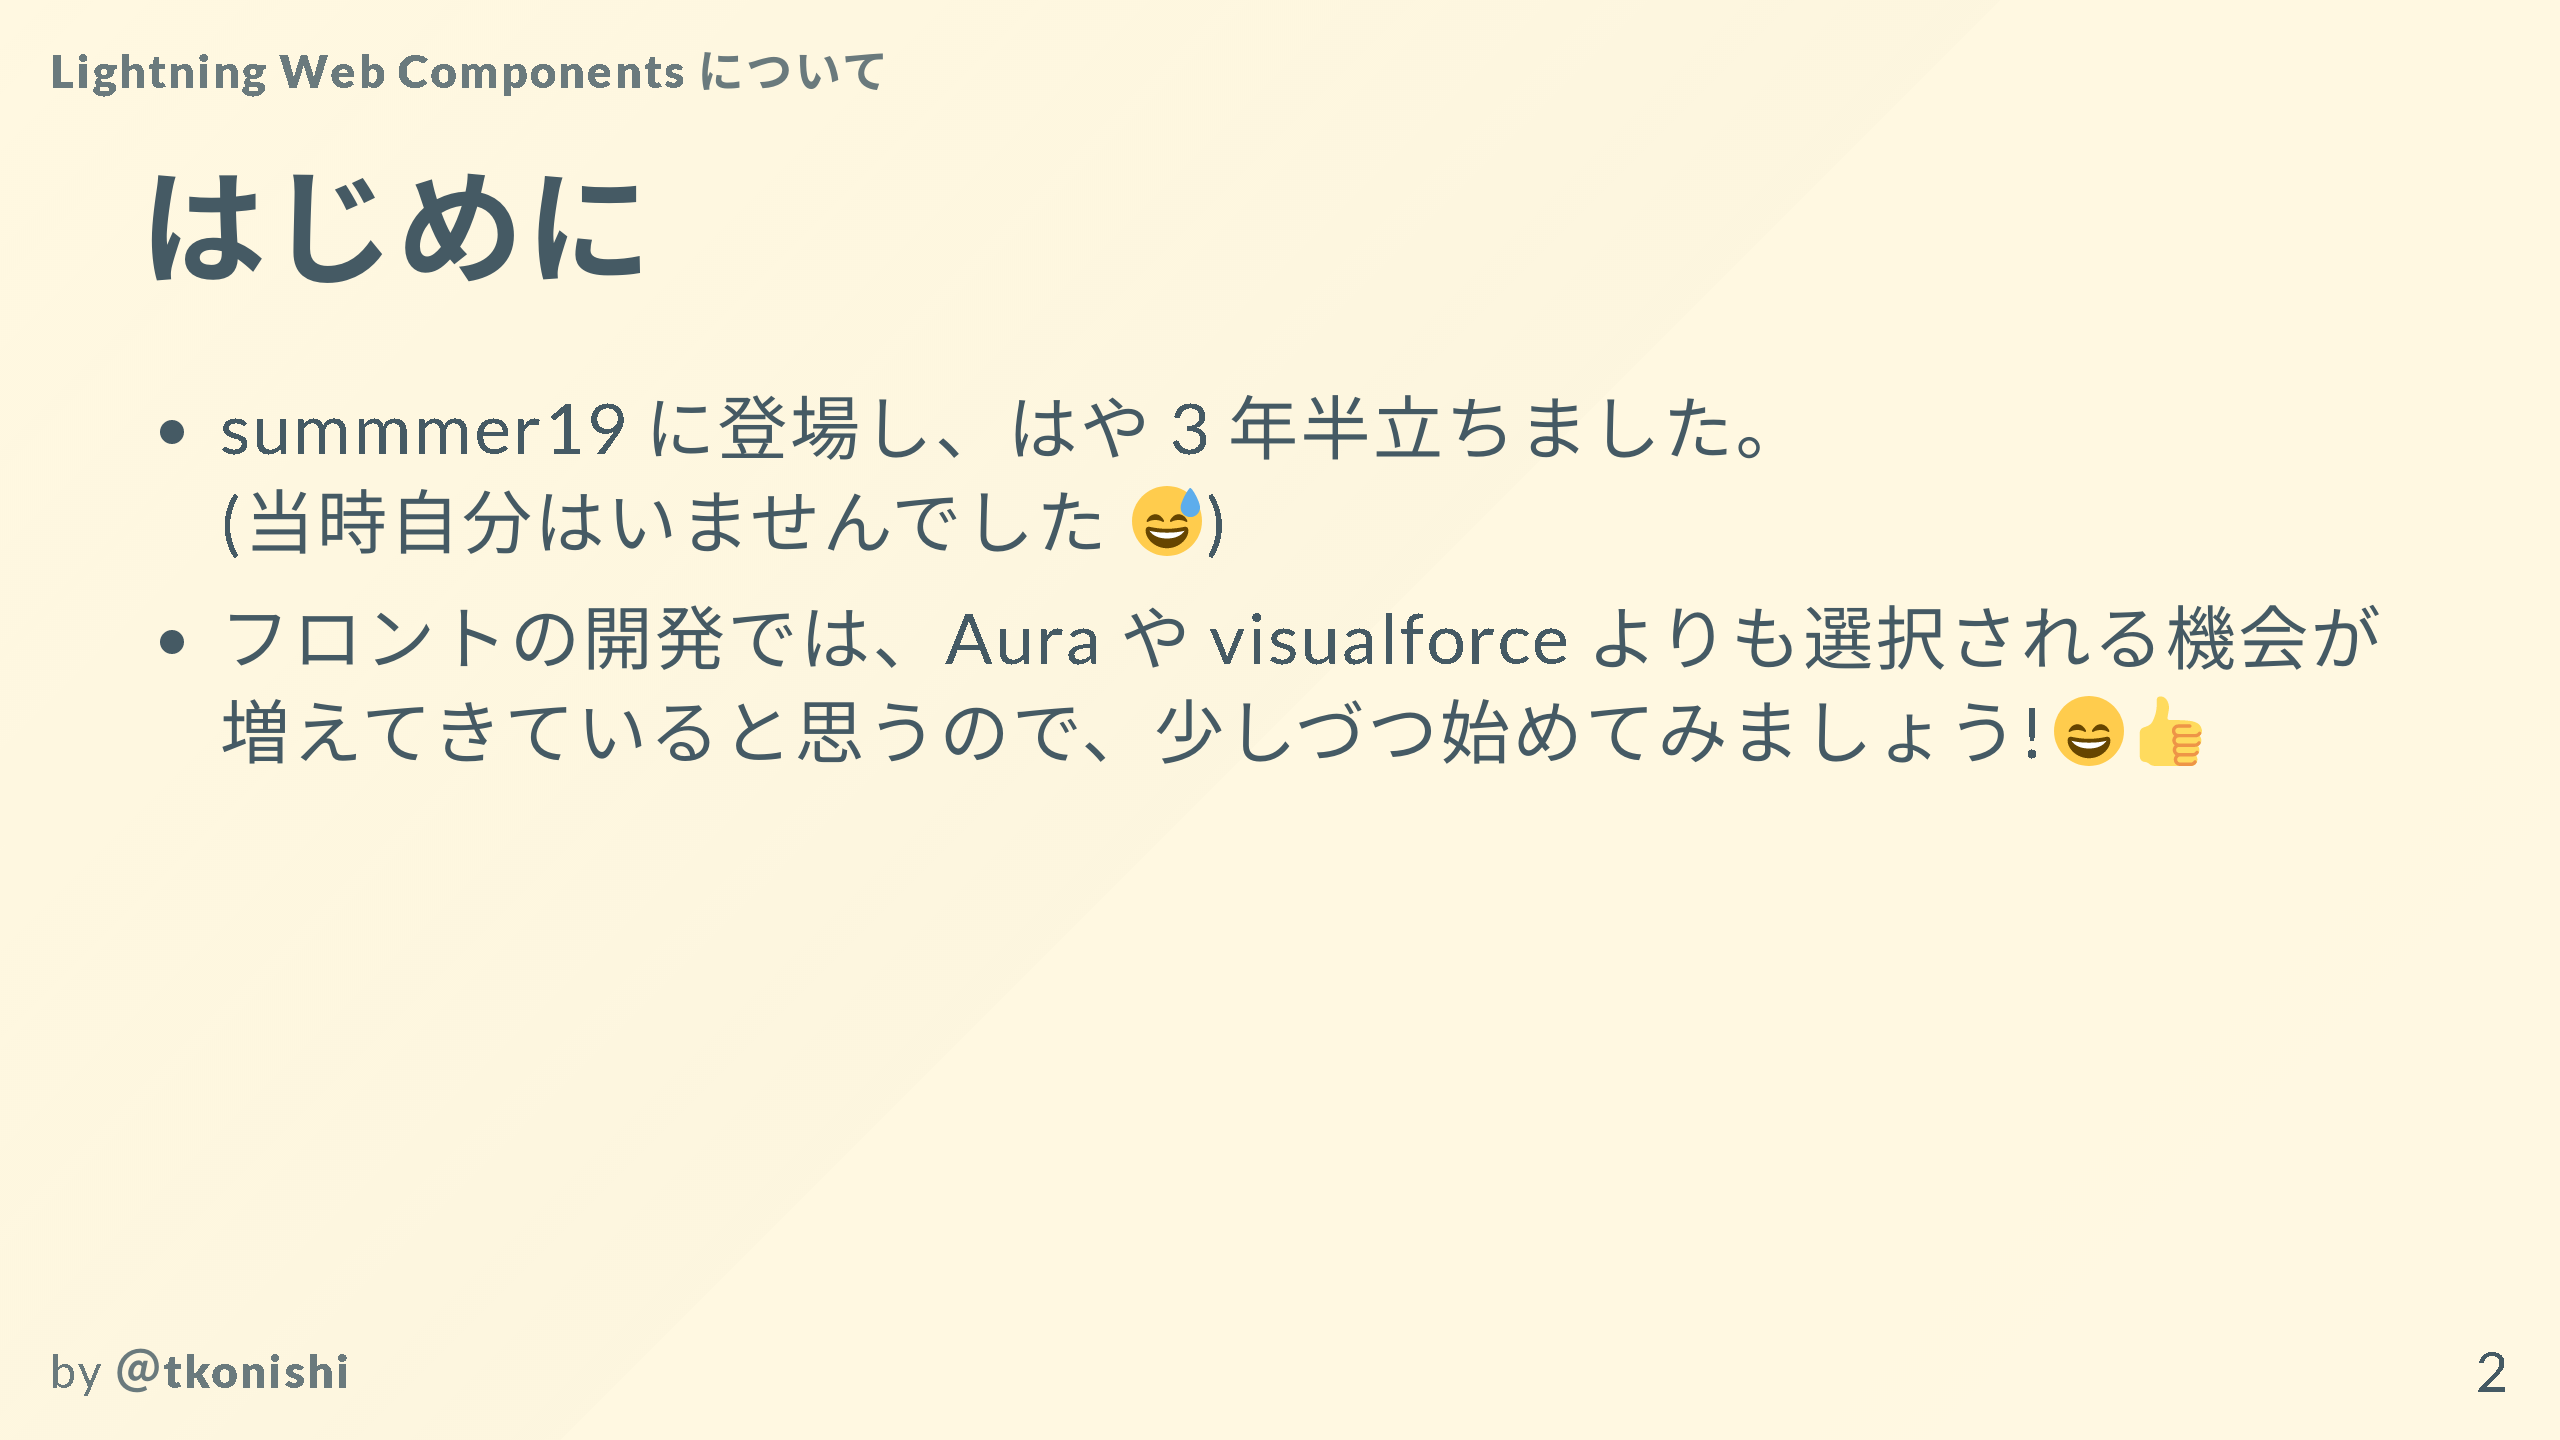 Lightning Web Components について
はじめに
• summmer19 に登場し、はや 3 年半立ちました。
(当時自分はいませんでした 😅)
• フロントの開発では、Aura や visualforce よりも選択される機会が
増えてきていると思うので、少しづつ始めてみましょう!😄👍
by @tkonishi
2